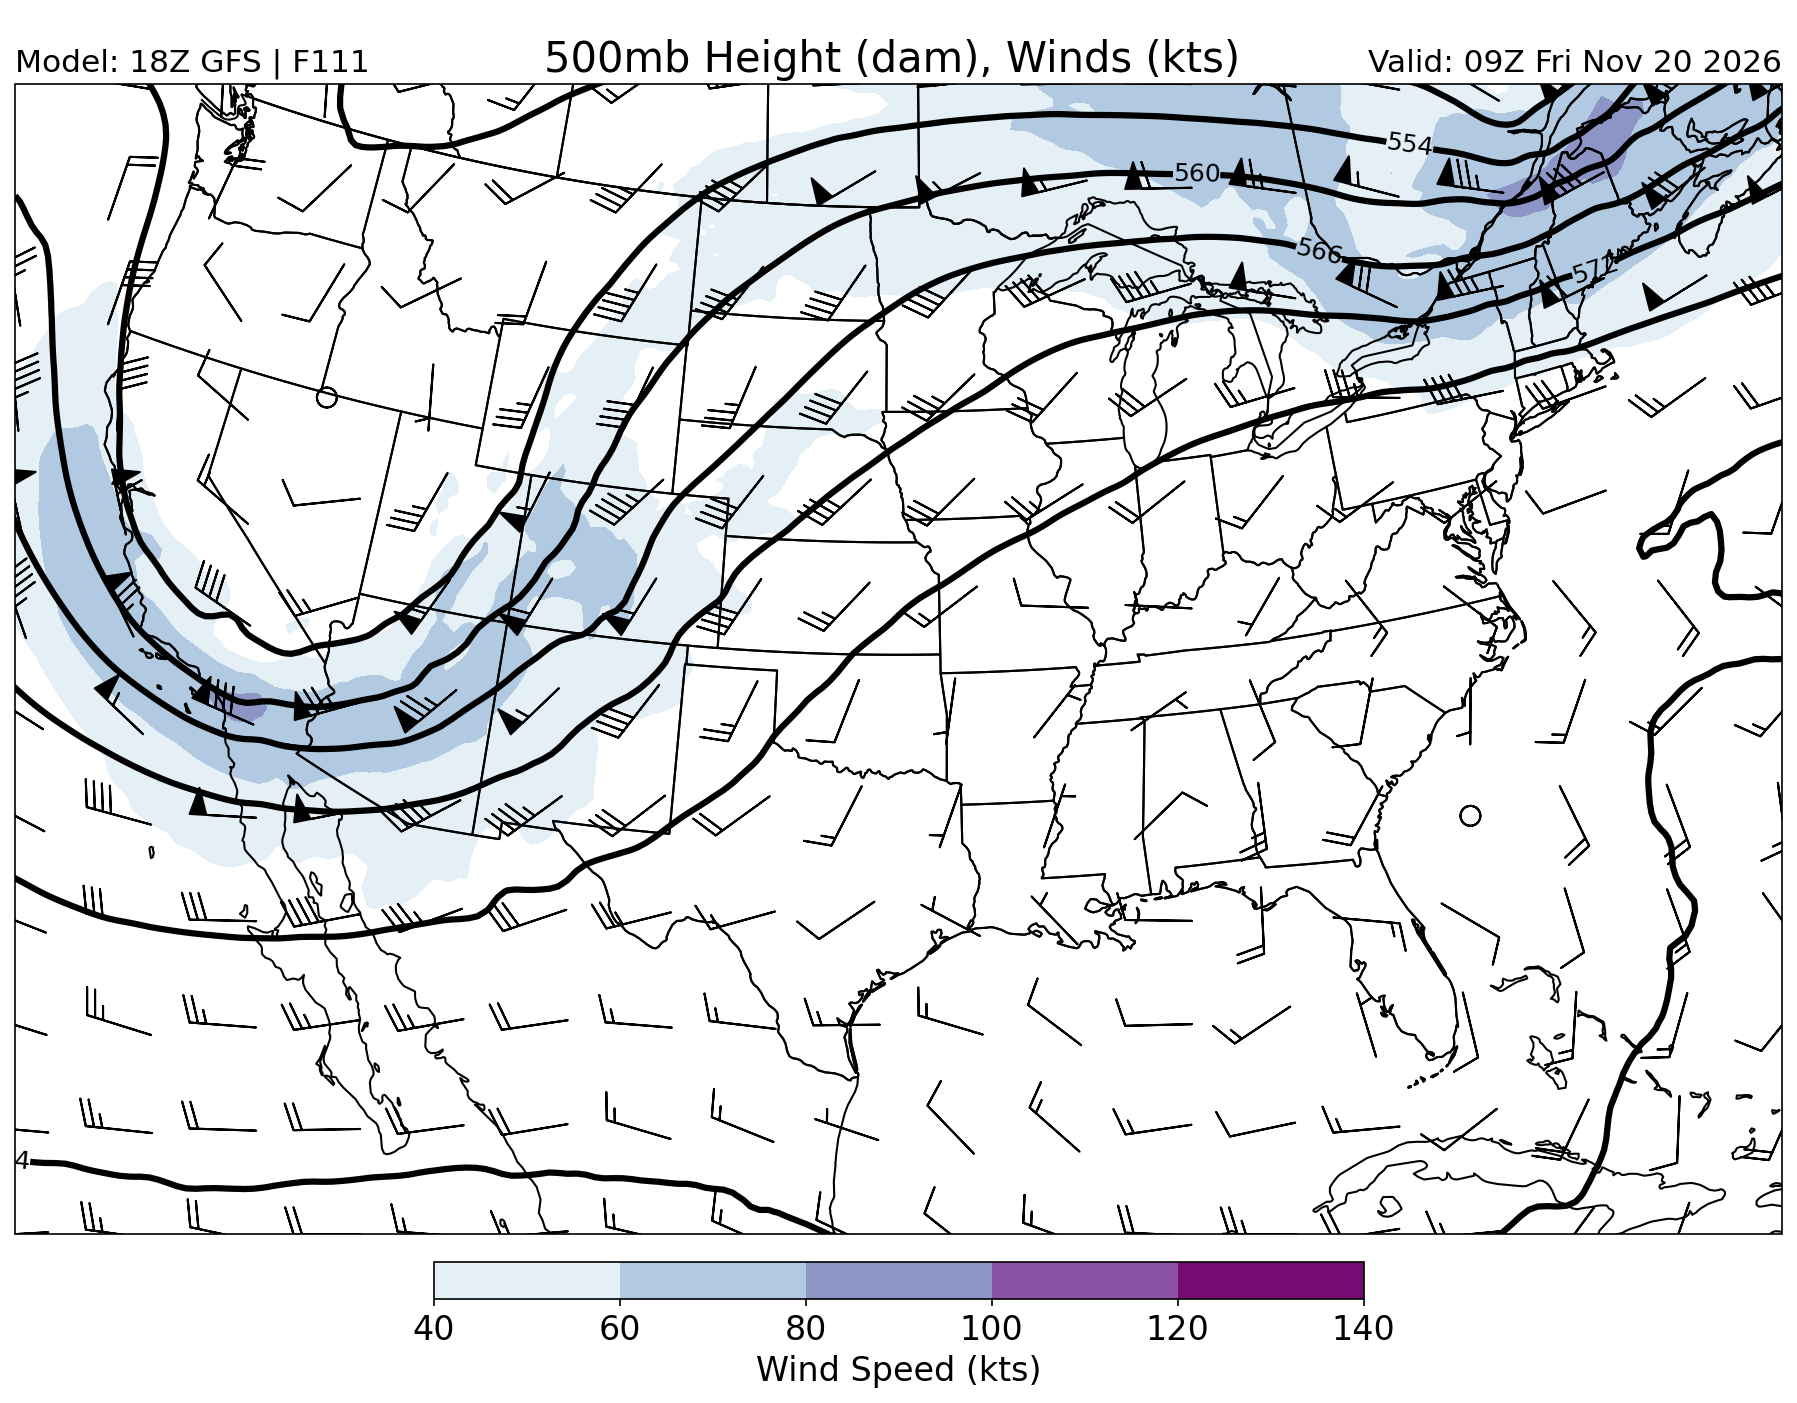 Model: 18Z GFS | F111
500mb Height (dam), Winds (kts)
Valid: 09Z Fri Nov 20 2026
554
560
566
572
4
40 60 80 100 120 140
Wind Speed (kts)